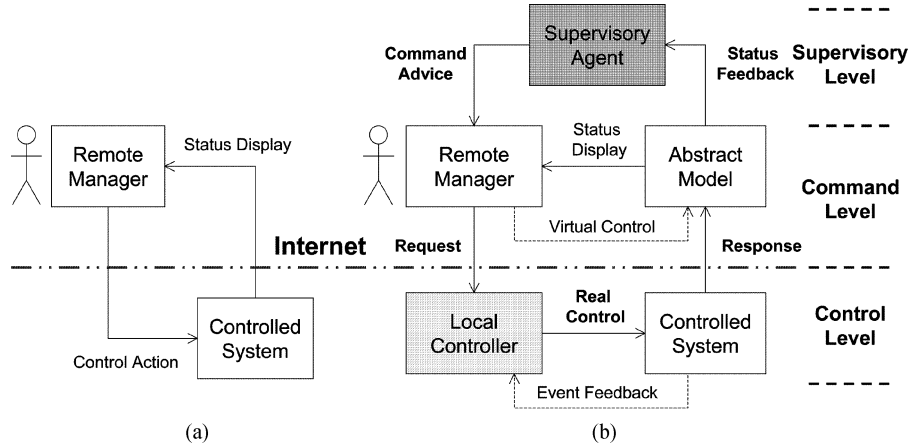 Supervisory
Agent
Command
Advice
Status
Feedback
Supervisory
Level
Remote
Manager
Status Display
Remote
Manager
Status
Display
Abstract
Model
Command
Level
Virtual Control
Internet
Request
Response
Controlled
System
Control Action
Local
Controller
Real
Control
Controlled
System
Control
Level
Event Feedback
(a)
(b)